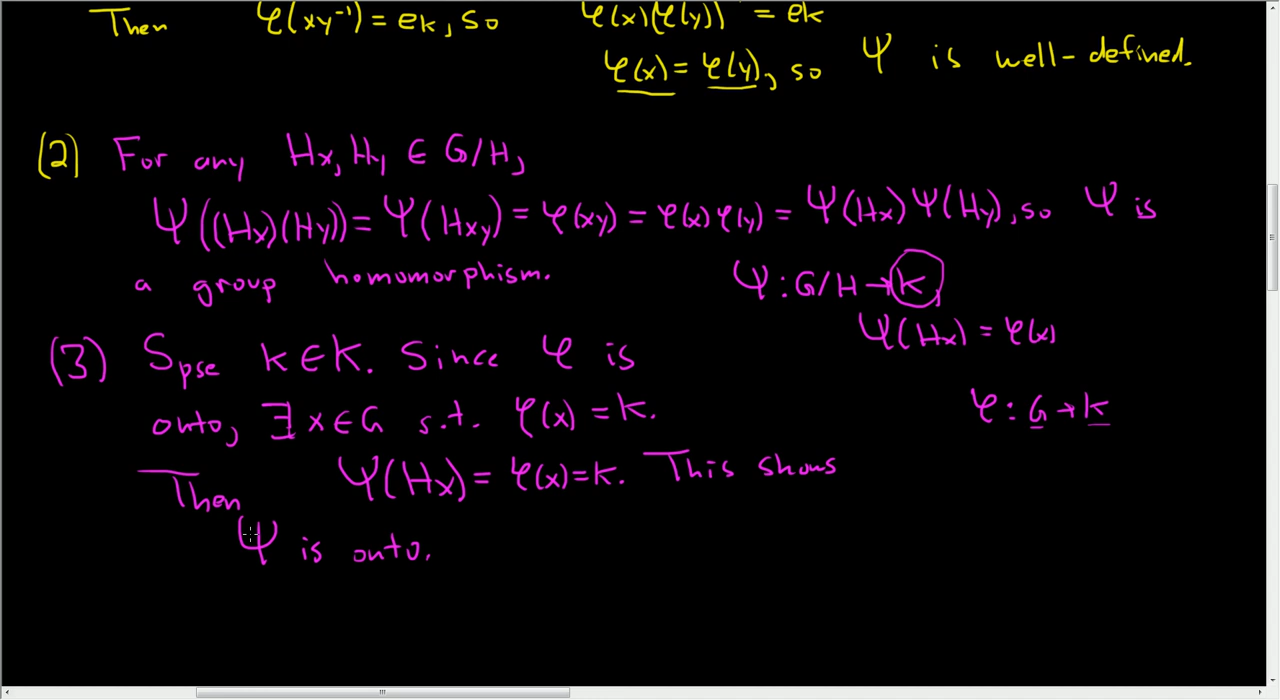 Then φ(xy⁻¹) = ek, so φ(x)(φ(y))⁻¹ = ek
φ(x) = φ(y), so Ψ is well-defined.
(2) For any Hx, Hy ∈ G/H,
Ψ((Hx)(Hy)) = Ψ(Hxy) = φ(xy) = φ(x)φ(y) = Ψ(Hx)Ψ(Hy), so Ψ is
a group homomorphism.
Ψ: G/H → K,
Ψ(Hx) = φ(x)
(3) Spse k ∈ K. Since φ is
onto, ∃ x ∈ G s.t. φ(x) = k.
φ: G → K
Then Ψ(Hx) = φ(x) = k. This shows
Ψ is onto.